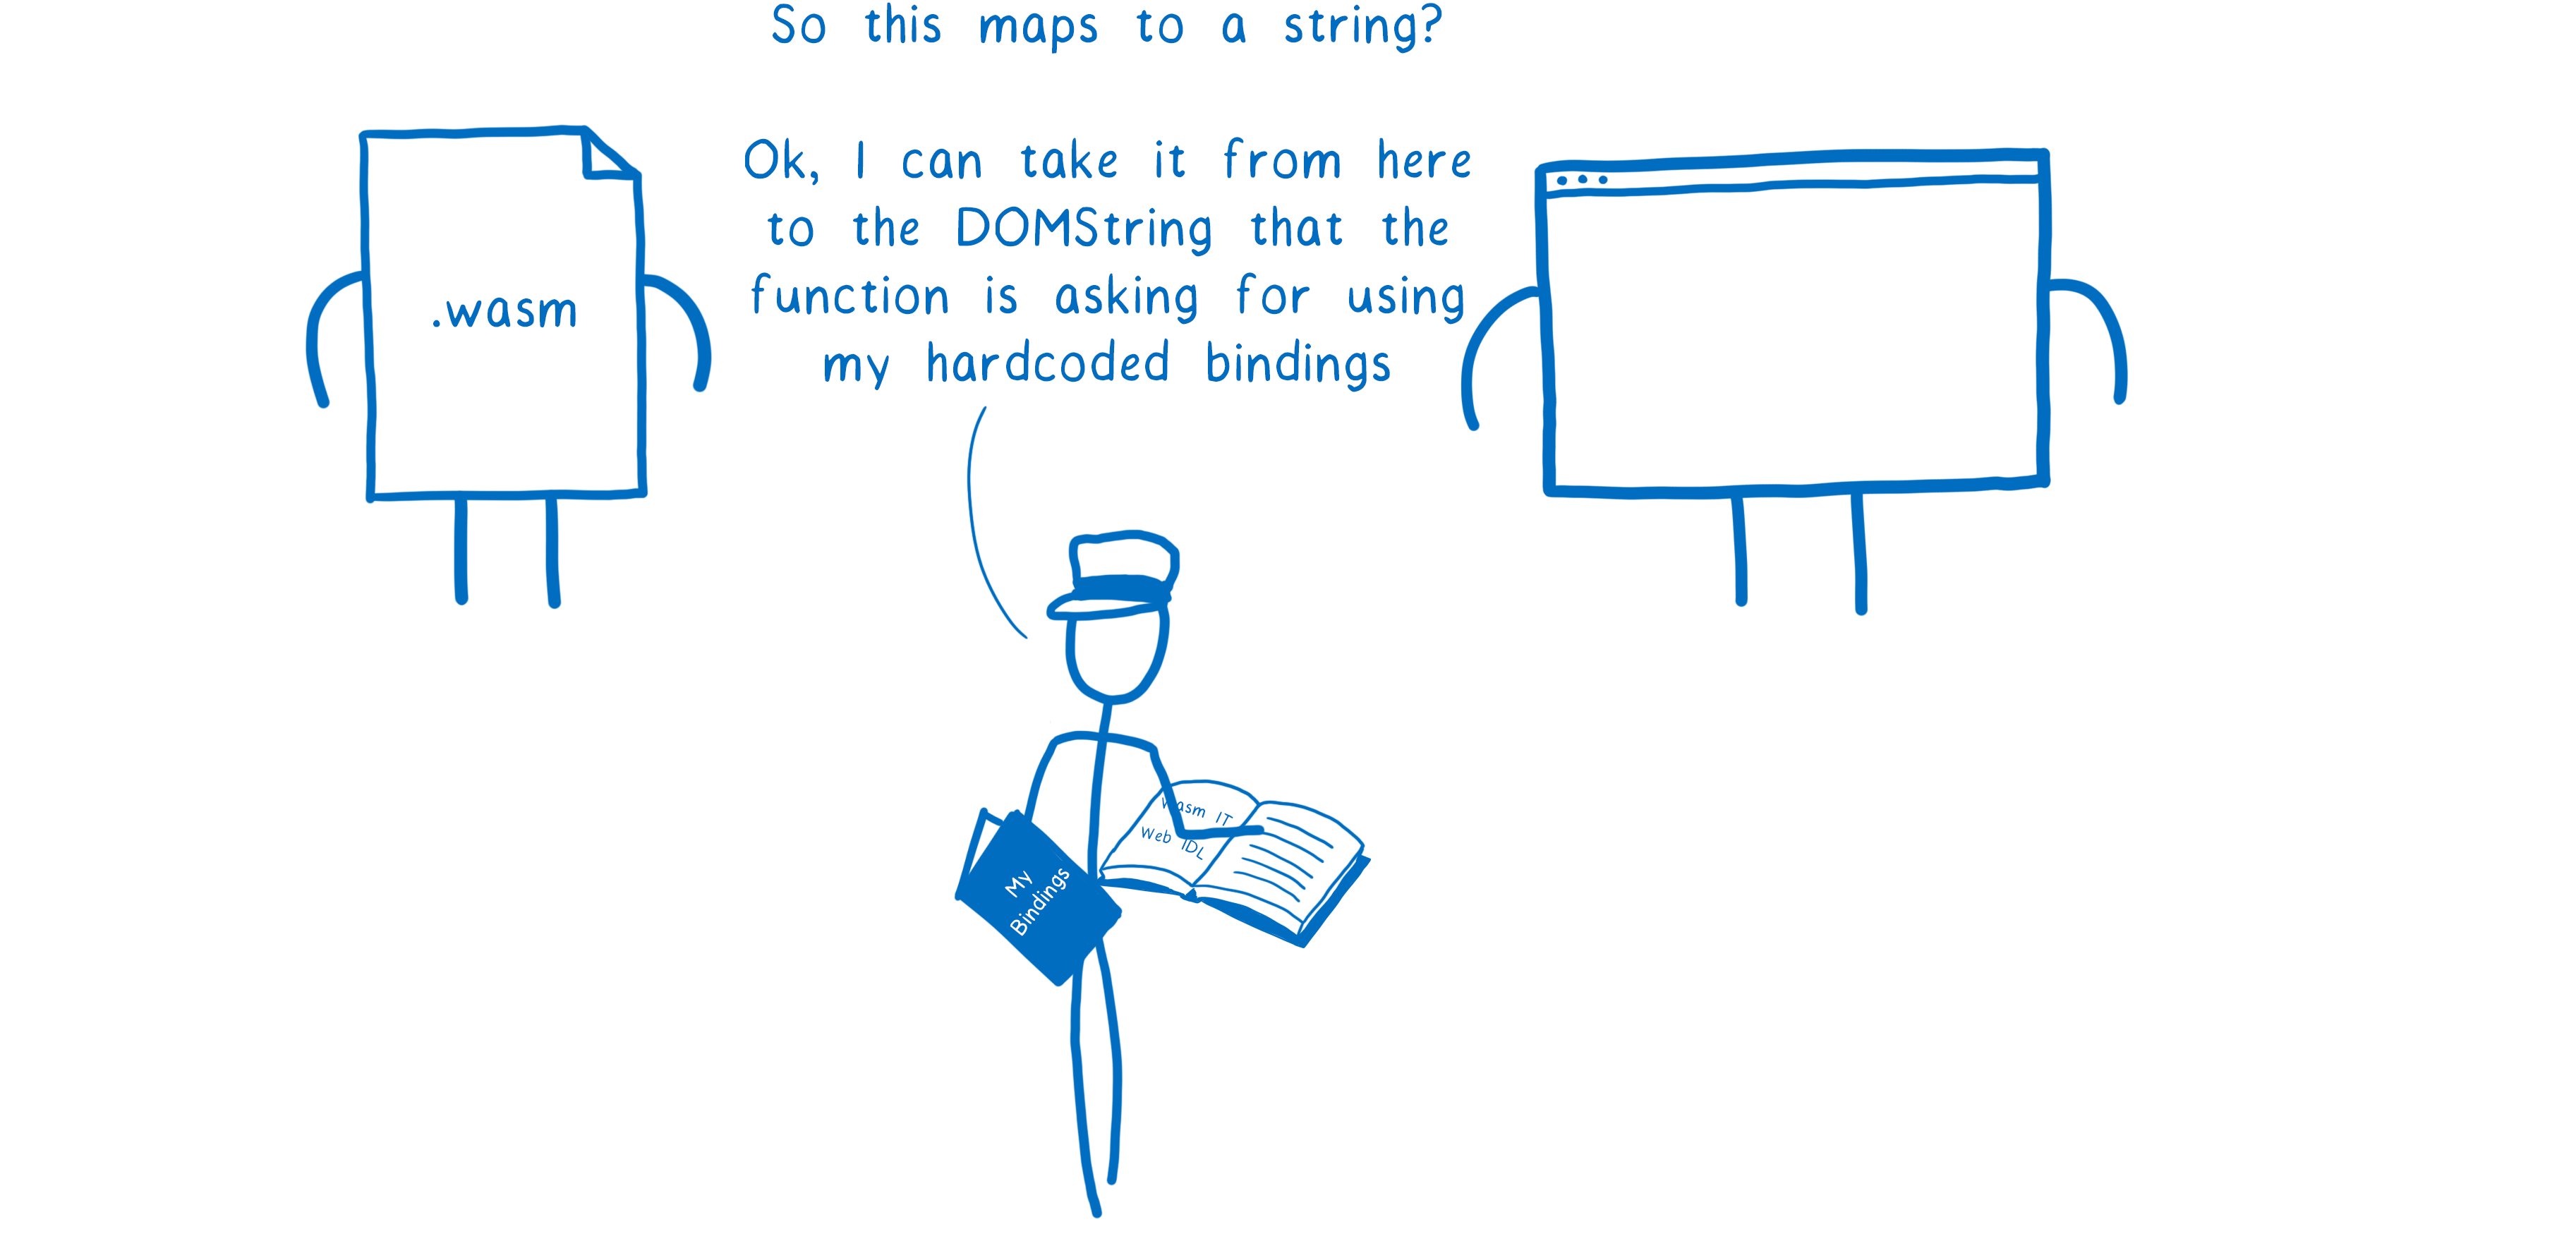 So this maps to a string?
Ok, I can take it from here
to the DOMString that the
function is asking for using
my hardcoded bindings
.wasm
Wasm IT
Web IDL
My
Bindings